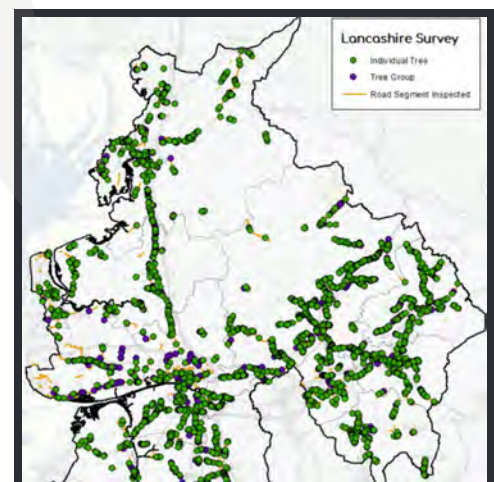 Lancashire Survey
Individual Tree
Tree Group
Road Segment Inspected